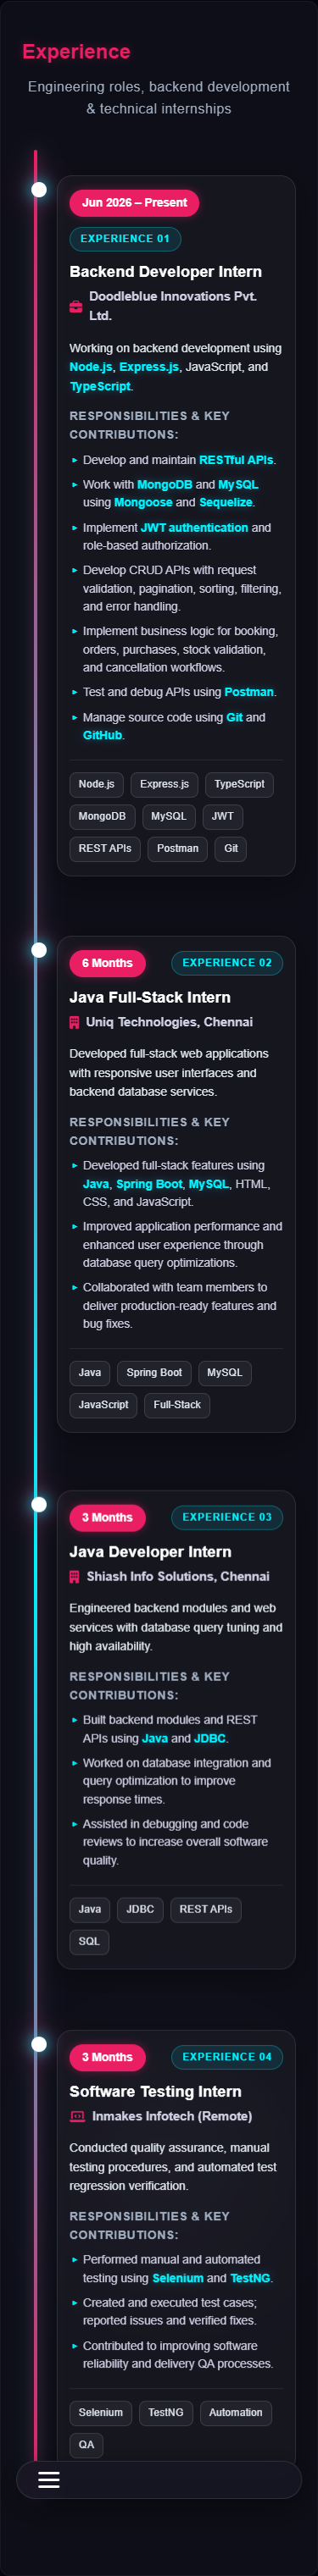 Experience
Engineering roles, backend development
& technical internships
Jun 2026 – Present
EXPERIENCE 01
Backend Developer Intern
Doodleblue Innovations Pvt.
Ltd.
Working on backend development using
Node.js, Express.js, JavaScript, and
TypeScript.
RESPONSIBILITIES & KEY
CONTRIBUTIONS:
Develop and maintain RESTful APIs.
Work with MongoDB and MySQL
using Mongoose and Sequelize.
Implement JWT authentication and
role-based authorization.
Develop CRUD APIs with request
validation, pagination, sorting, filtering,
and error handling.
Implement business logic for booking,
orders, purchases, stock validation,
and cancellation workflows.
Test and debug APIs using Postman.
Manage source code using Git and
GitHub.
Node.js Express.js TypeScript
MongoDB MySQL JWT
REST APIs Postman Git
6 Months EXPERIENCE 02
Java Full-Stack Intern
Uniq Technologies, Chennai
Developed full-stack web applications
with responsive user interfaces and
backend database services.
RESPONSIBILITIES & KEY
CONTRIBUTIONS:
Developed full-stack features using
Java, Spring Boot, MySQL, HTML,
CSS, and JavaScript.
Improved application performance and
enhanced user experience through
database query optimizations.
Collaborated with team members to
deliver production-ready features and
bug fixes.
Java Spring Boot MySQL
JavaScript Full-Stack
3 Months EXPERIENCE 03
Java Developer Intern
Shiash Info Solutions, Chennai
Engineered backend modules and web
services with database query tuning and
high availability.
RESPONSIBILITIES & KEY
CONTRIBUTIONS:
Built backend modules and REST
APIs using Java and JDBC.
Worked on database integration and
query optimization to improve
response times.
Assisted in debugging and code
reviews to increase overall software
quality.
Java JDBC REST APIs
SQL
3 Months EXPERIENCE 04
Software Testing Intern
Inmakes Infotech (Remote)
Conducted quality assurance, manual
testing procedures, and automated test
regression verification.
RESPONSIBILITIES & KEY
CONTRIBUTIONS:
Performed manual and automated
testing using Selenium and TestNG.
Created and executed test cases;
reported issues and verified fixes.
Contributed to improving software
reliability and delivery QA processes.
Selenium TestNG Automation
QA